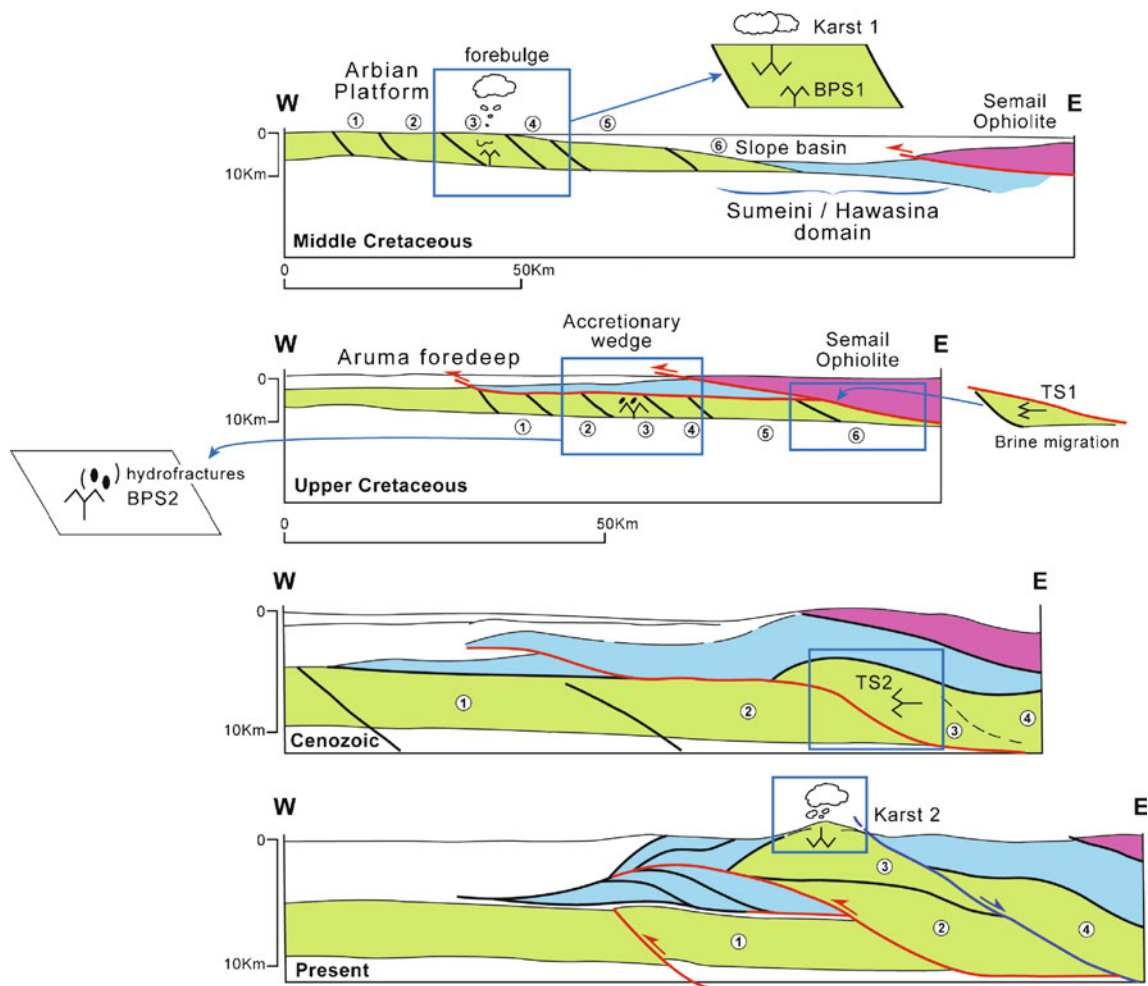 Karst 1
forebulge
Arbian
Platform
BPS1
W
Semail
Ophiolite
E
① ② ③ ④ ⑤
0
⑥ Slope basin
10Km
Sumeini / Hawasina
domain
Middle Cretaceous
0 50Km
Accretionary
wedge
W
Aruma foredeep
Semail
Ophiolite
E
0
TS1
10Km
① ② ③ ④ ⑤ ⑥
Brine migration
hydrofractures
BPS2
Upper Cretaceous
0 50Km
W E
0
TS2
① ② ③ ④
10Km
Cenozoic
W E
Karst 2
0
③
① ② ④
10Km
Present